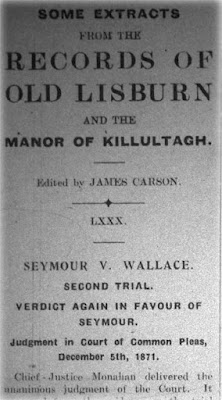 SOME EXTRACTS
FROM THE
RECORDS OF
OLD LISBURN
AND THE
MANOR OF KILLULTAGH.
Edited by JAMES CARSON.
LXXX.
SEYMOUR V. WALLACE.
SECOND TRIAL.
VERDICT AGAIN IN FAVOUR OF
SEYMOUR.
Judgment in Court of Common Pleas,
December 5th, 1871.
Chief-Justice Monahan delivered the
unanimous judgment of the Court. It